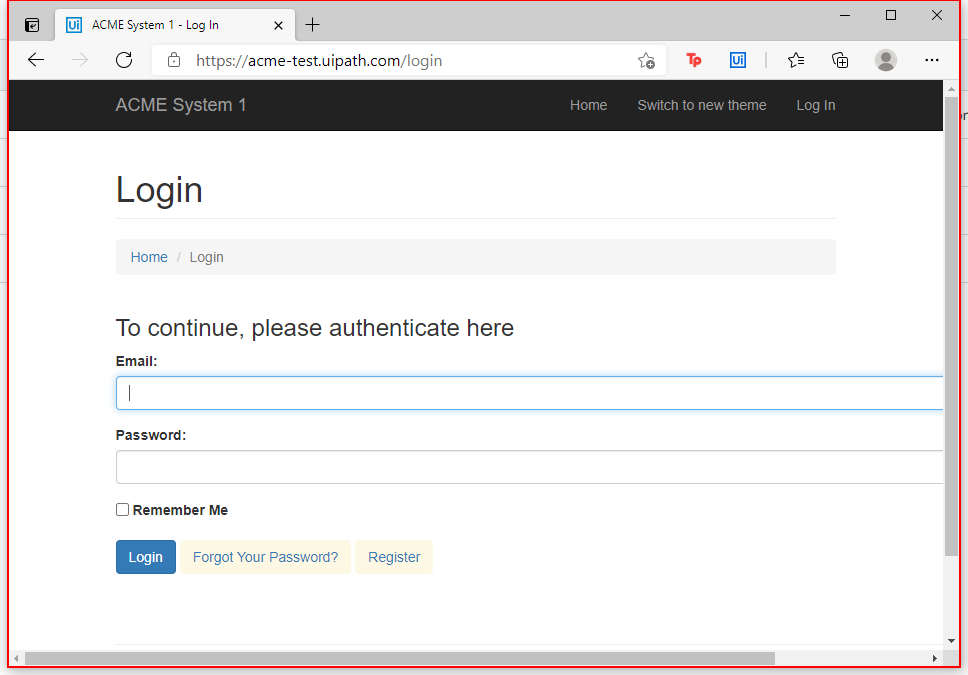 Ui ACME System 1 - Log In
https://acme-test.uipath.com/login
Tp Ui
ACME System 1 Home Switch to new theme Log In
Login
Home / Login
To continue, please authenticate here
Email:
Password:
Remember Me
Login Forgot Your Password? Register